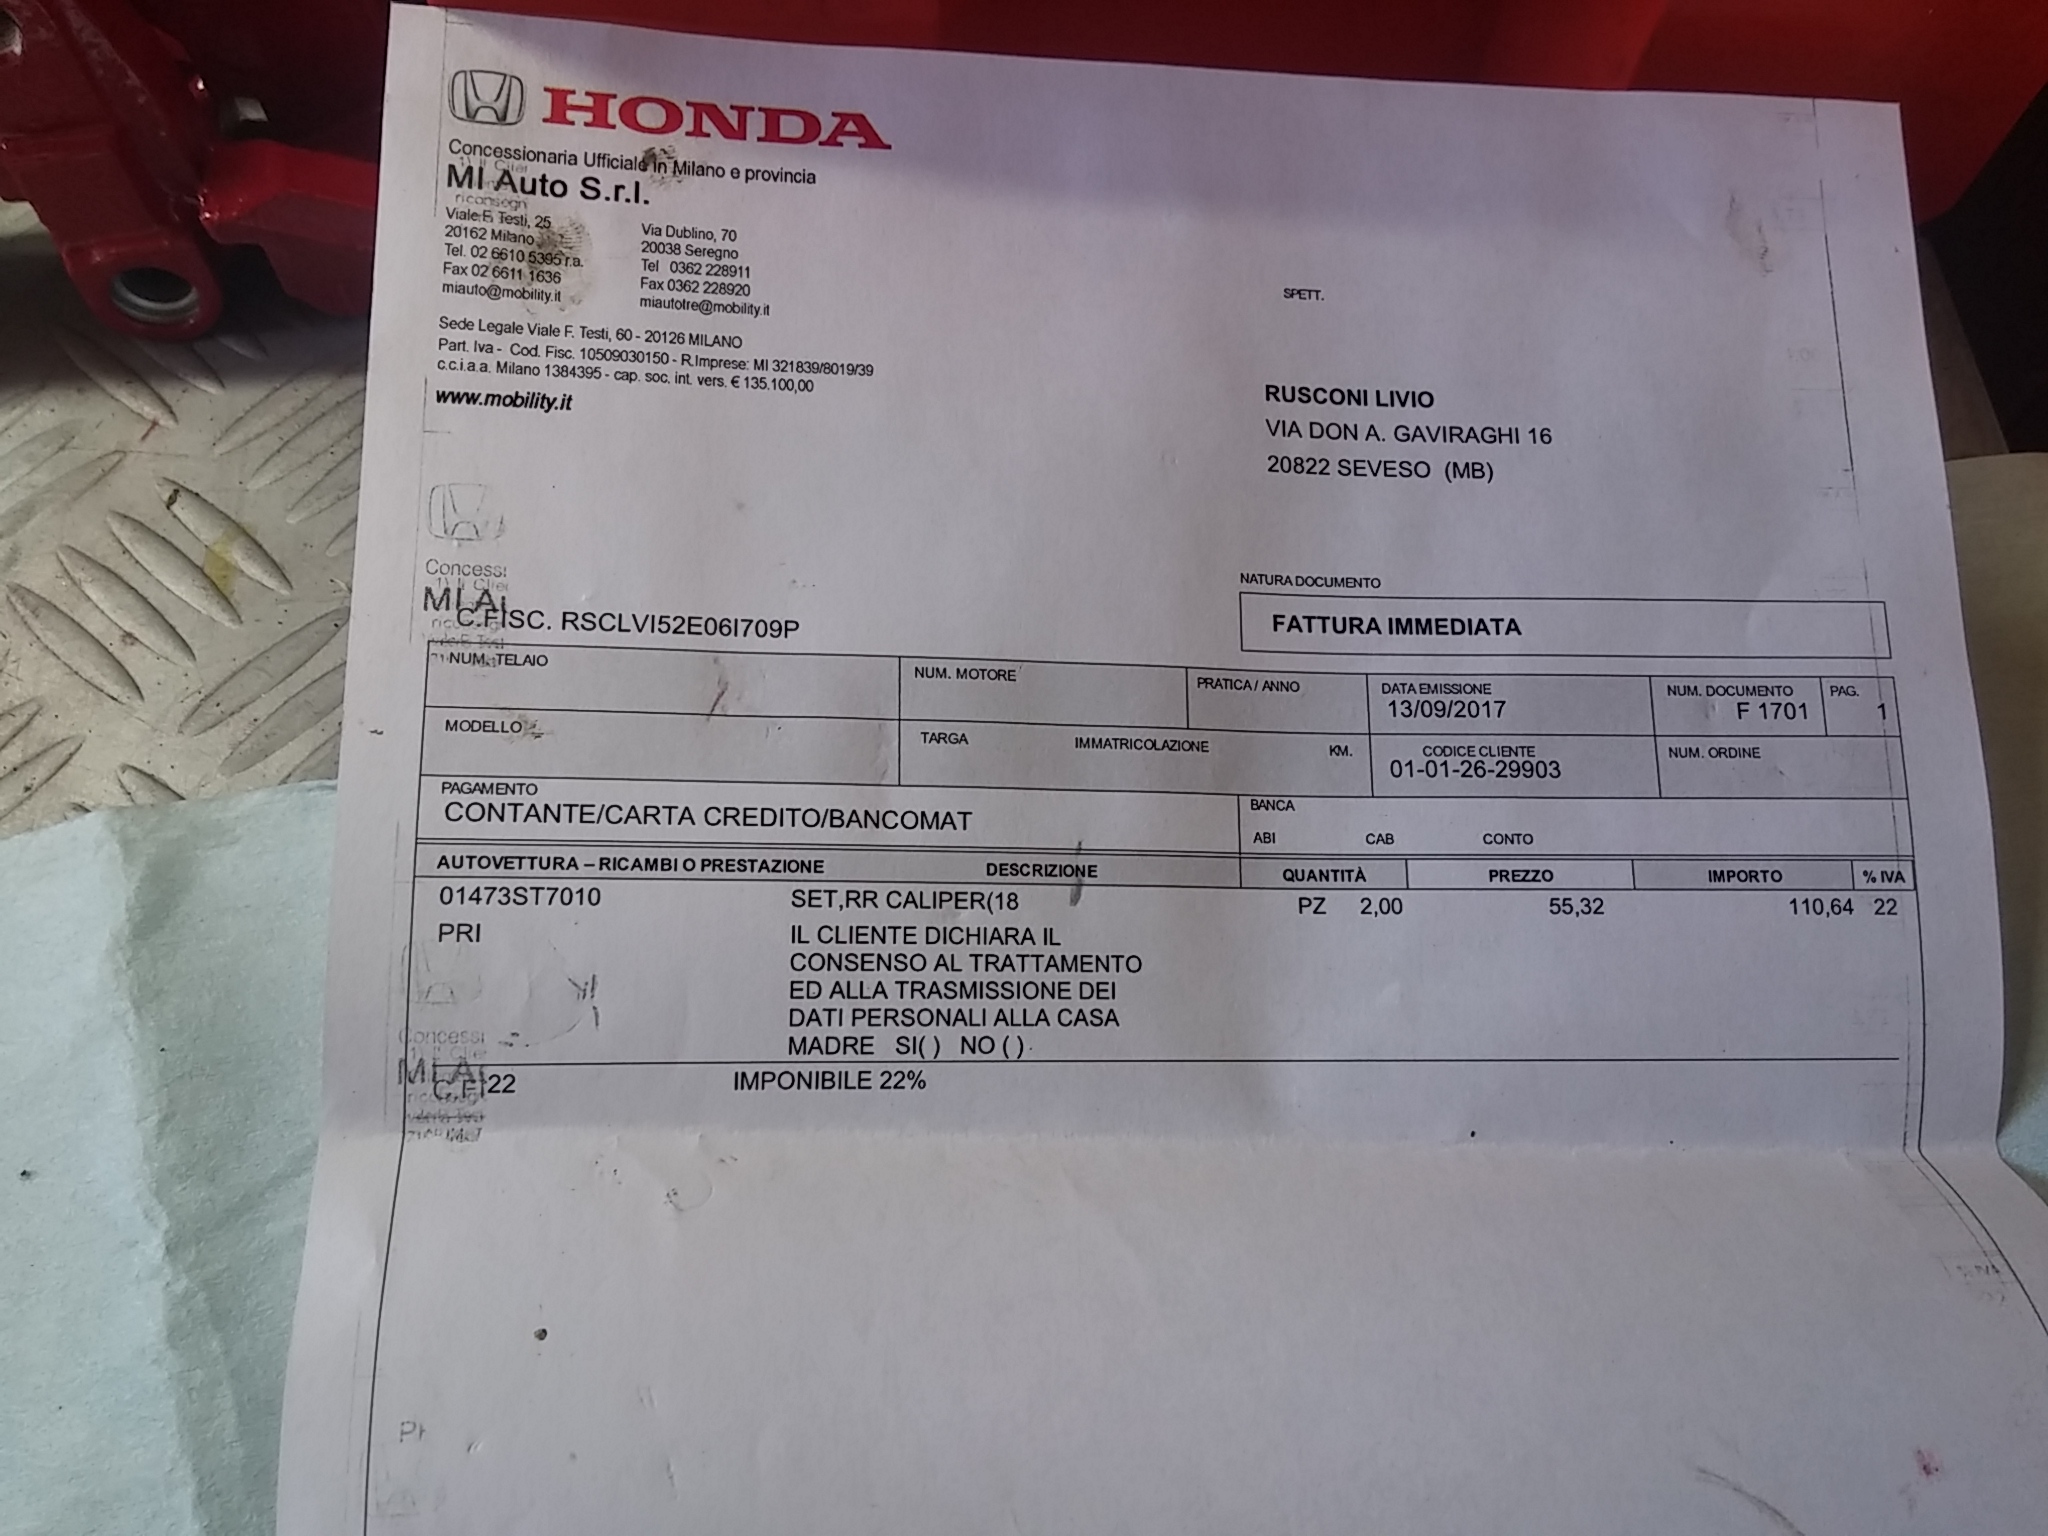 HONDA
Concessionaria Ufficiale in Milano e provincia
MI Auto S.r.l.
Viale F. Testi, 25
20162 Milano
Tel. 02 6610 5395 r.a.
Fax 02 6611 1636
miauto@mobility.it
Via Dublino, 70
20038 Seregno
Tel 0362 228911
Fax 0362 228920
miautotre@mobility.it
Sede Legale Viale F. Testi, 60 - 20126 MILANO
Part. Iva - Cod. Fisc. 10509030150 - R.Imprese: MI 321839/8019/39
c.c.i.a.a. Milano 1384395 - cap. soc. int. vers. € 135.100,00
www.mobility.it
SPETT.
RUSCONI LIVIO
VIA DON A. GAVIRAGHI 16
20822 SEVESO (MB)
Concessi
MI A
C.FISC. RSCLVI52E06I709P
NATURA DOCUMENTO
FATTURA IMMEDIATA
NUM. TELAIO
NUM. MOTORE
PRATICA / ANNO
DATA EMISSIONE
13/09/2017
NUM. DOCUMENTO
F 1701
PAG.
1
MODELLO
TARGA IMMATRICOLAZIONE KM.
CODICE CLIENTE
01-01-26-29903
NUM. ORDINE
PAGAMENTO
CONTANTE/CARTA CREDITO/BANCOMAT
BANCA
ABI CAB CONTO
AUTOVETTURA – RICAMBI O PRESTAZIONE DESCRIZIONE QUANTITÀ PREZZO IMPORTO % IVA
01473ST7010 SET,RR CALIPER(18 PZ 2,00 55,32 110,64 22
PRI IL CLIENTE DICHIARA IL
CONSENSO AL TRATTAMENTO
ED ALLA TRASMISSIONE DEI
DATI PERSONALI ALLA CASA
MADRE SI( ) NO ( )
Concessi
MI A
22 IMPONIBILE 22%